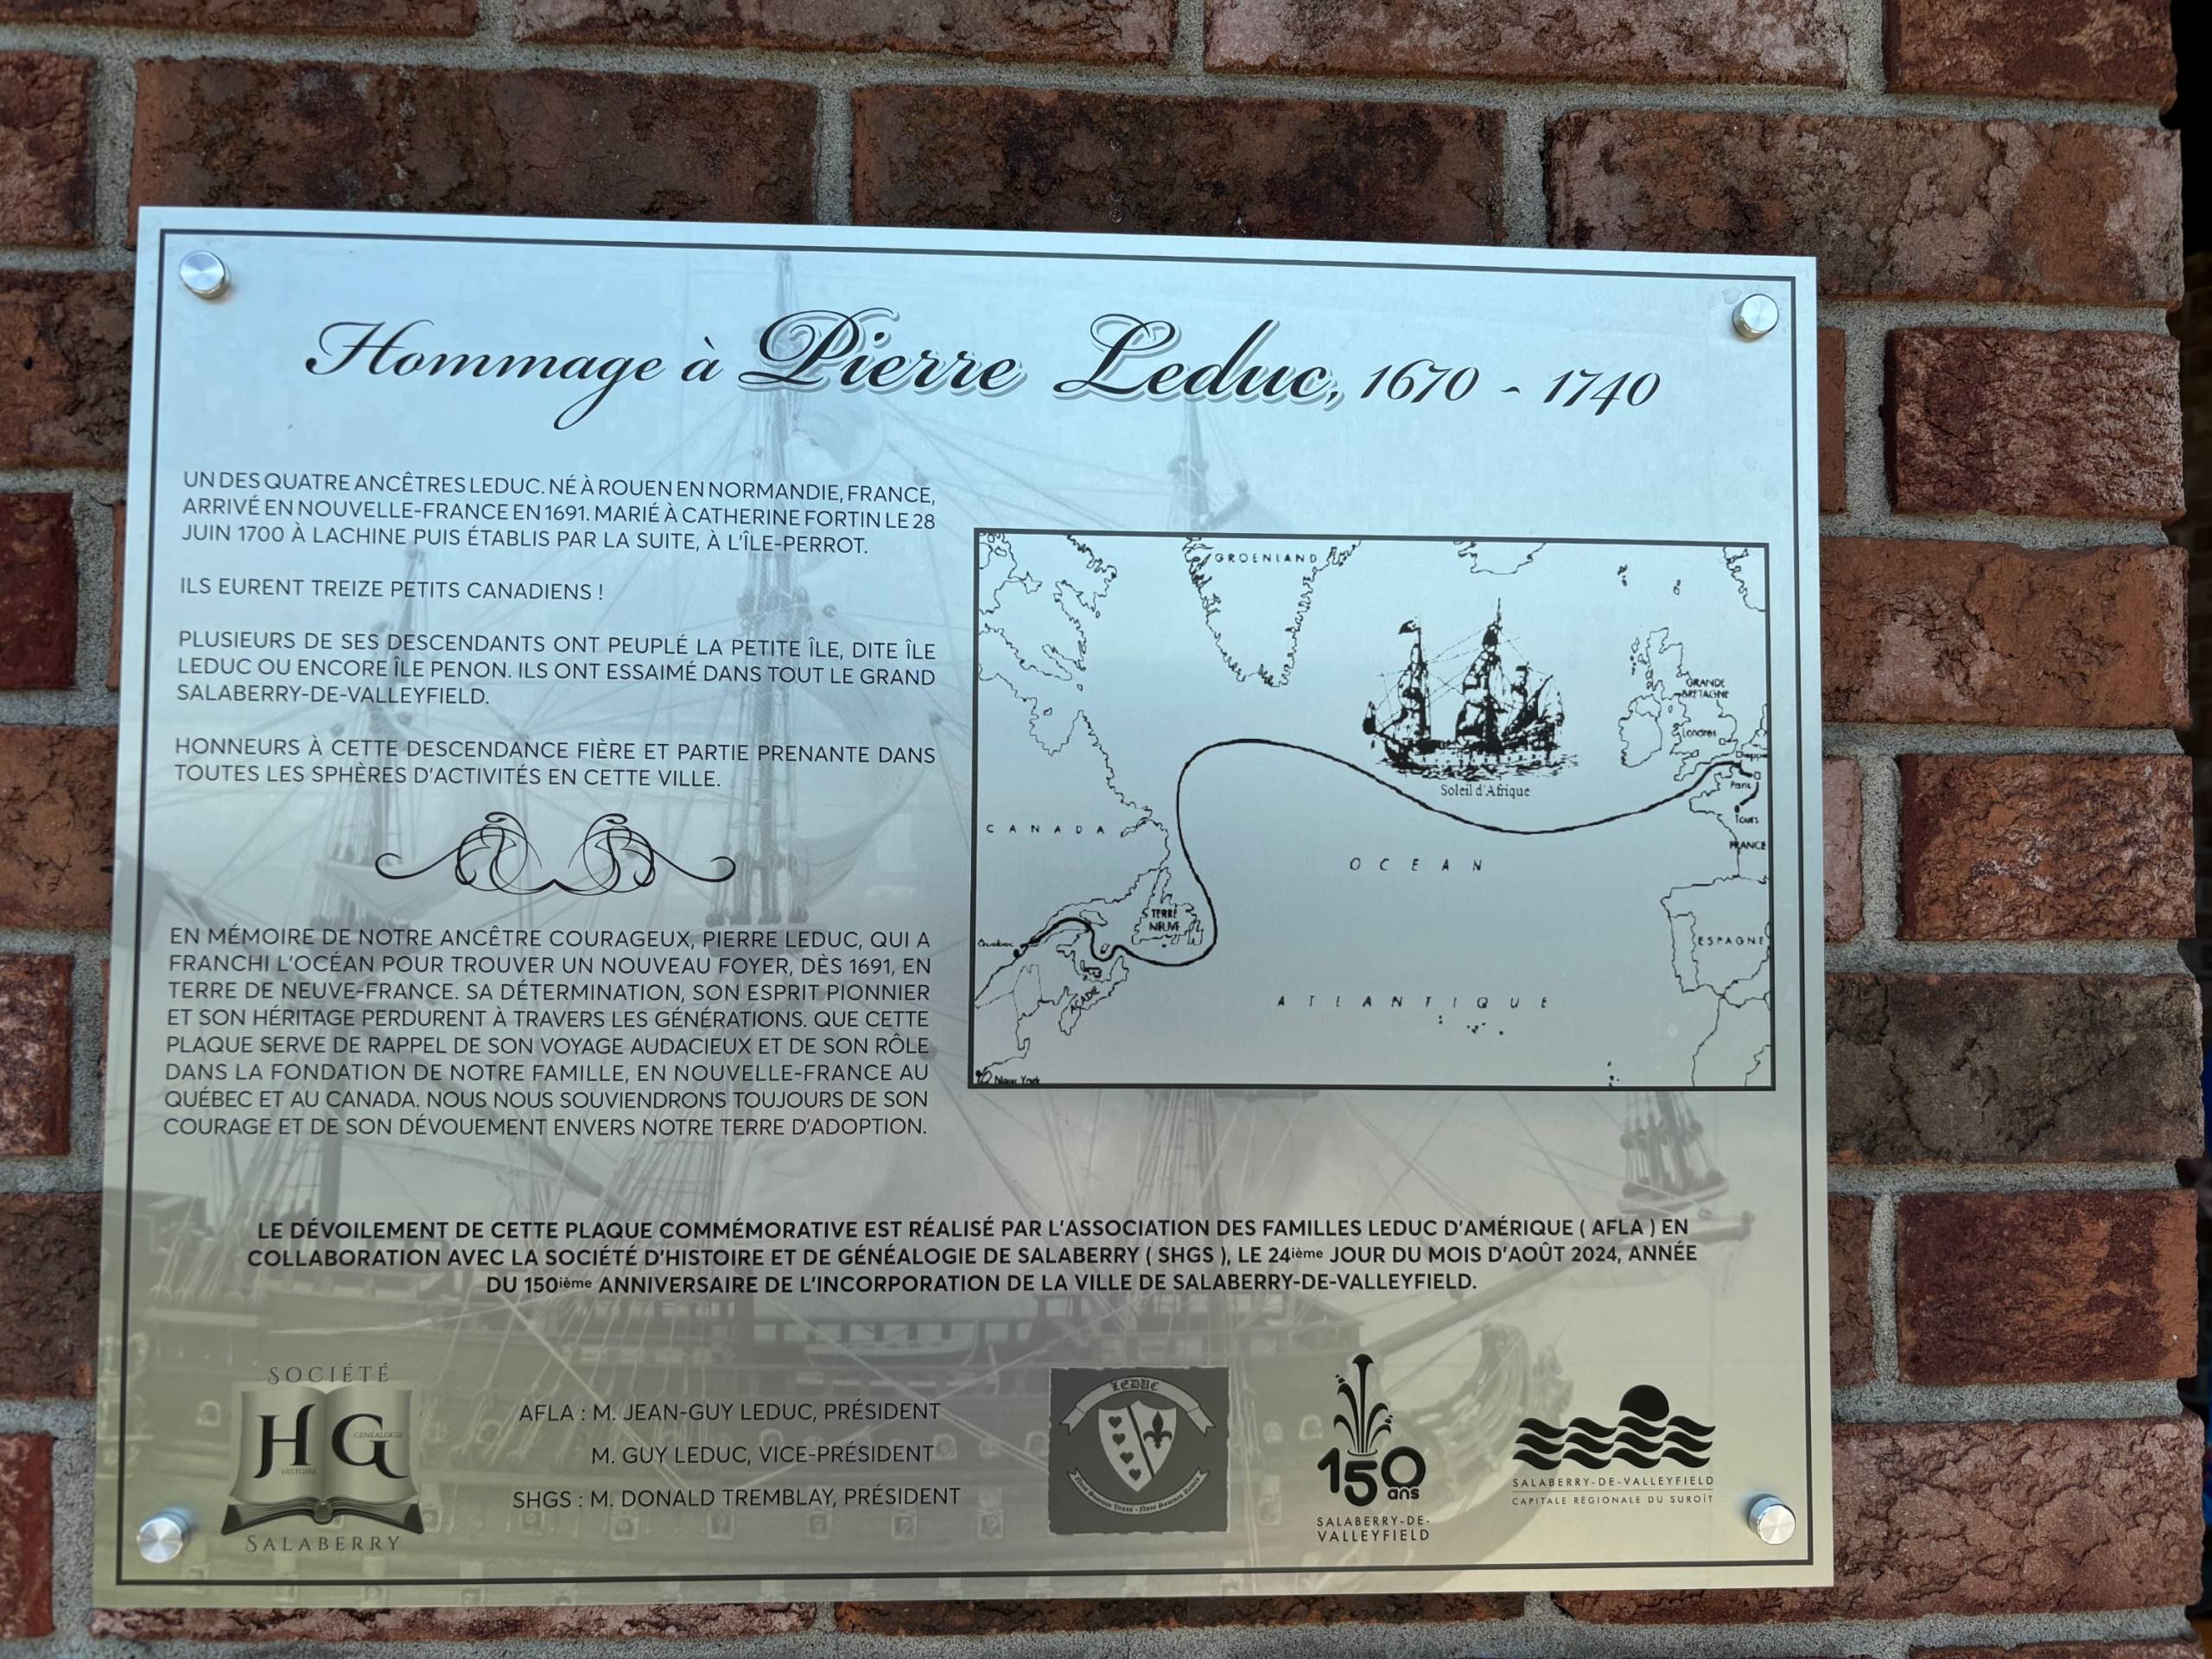 Hommage à Pierre Leduc, 1670 - 1740
UN DES QUATRE ANCÊTRES LEDUC. NÉ À ROUEN EN NORMANDIE, FRANCE,
ARRIVÉ EN NOUVELLE-FRANCE EN 1691. MARIÉ À CATHERINE FORTIN LE 28
JUIN 1700 À LACHINE PUIS ÉTABLIS PAR LA SUITE, À L'ÎLE-PERROT.
ILS EURENT TREIZE PETITS CANADIENS !
PLUSIEURS DE SES DESCENDANTS ONT PEUPLÉ LA PETITE ÎLE, DITE ÎLE
LEDUC OU ENCORE ÎLE PENON. ILS ONT ESSAIMÉ DANS TOUT LE GRAND
SALABERRY-DE-VALLEYFIELD.
HONNEURS À CETTE DESCENDANCE FIÈRE ET PARTIE PRENANTE DANS
TOUTES LES SPHÈRES D'ACTIVITÉS EN CETTE VILLE.
EN MÉMOIRE DE NOTRE ANCÊTRE COURAGEUX, PIERRE LEDUC, QUI A
FRANCHI L'OCÉAN POUR TROUVER UN NOUVEAU FOYER, DÈS 1691, EN
TERRE DE NEUVE-FRANCE. SA DÉTERMINATION, SON ESPRIT PIONNIER
ET SON HÉRITAGE PERDURENT À TRAVERS LES GÉNÉRATIONS. QUE CETTE
PLAQUE SERVE DE RAPPEL DE SON VOYAGE AUDACIEUX ET DE SON RÔLE
DANS LA FONDATION DE NOTRE FAMILLE, EN NOUVELLE-FRANCE AU
QUÉBEC ET AU CANADA. NOUS NOUS SOUVIENDRONS TOUJOURS DE SON
COURAGE ET DE SON DÉVOUEMENT ENVERS NOTRE TERRE D'ADOPTION.
GROENLAND
GRANDE
BRETAGNE
Londres
Paris
Tours
FRANCE
Soleil d'Afrique
CANADA
OCEAN
TERRE
NEUVE
Quebec
ESPAGNE
ACADIE
ATLANTIQUE
New York
LE DÉVOILEMENT DE CETTE PLAQUE COMMÉMORATIVE EST RÉALISÉ PAR L'ASSOCIATION DES FAMILLES LEDUC D'AMÉRIQUE ( AFLA ) EN
COLLABORATION AVEC LA SOCIÉTÉ D'HISTOIRE ET DE GÉNÉALOGIE DE SALABERRY ( SHGS ), LE 24ième JOUR DU MOIS D'AOÛT 2024, ANNÉE
DU 150ième ANNIVERSAIRE DE L'INCORPORATION DE LA VILLE DE SALABERRY-DE-VALLEYFIELD.
SOCIÉTÉ
HG
GÉNÉALOGIE
HISTOIRE
SALABERRY
AFLA : M. JEAN-GUY LEDUC, PRÉSIDENT
M. GUY LEDUC, VICE-PRÉSIDENT
SHGS : M. DONALD TREMBLAY, PRÉSIDENT
LEDUC
150
ans
SALABERRY-DE-
VALLEYFIELD
SALABERRY-DE-VALLEYFIELD
CAPITALE RÉGIONALE DU SUROÎT